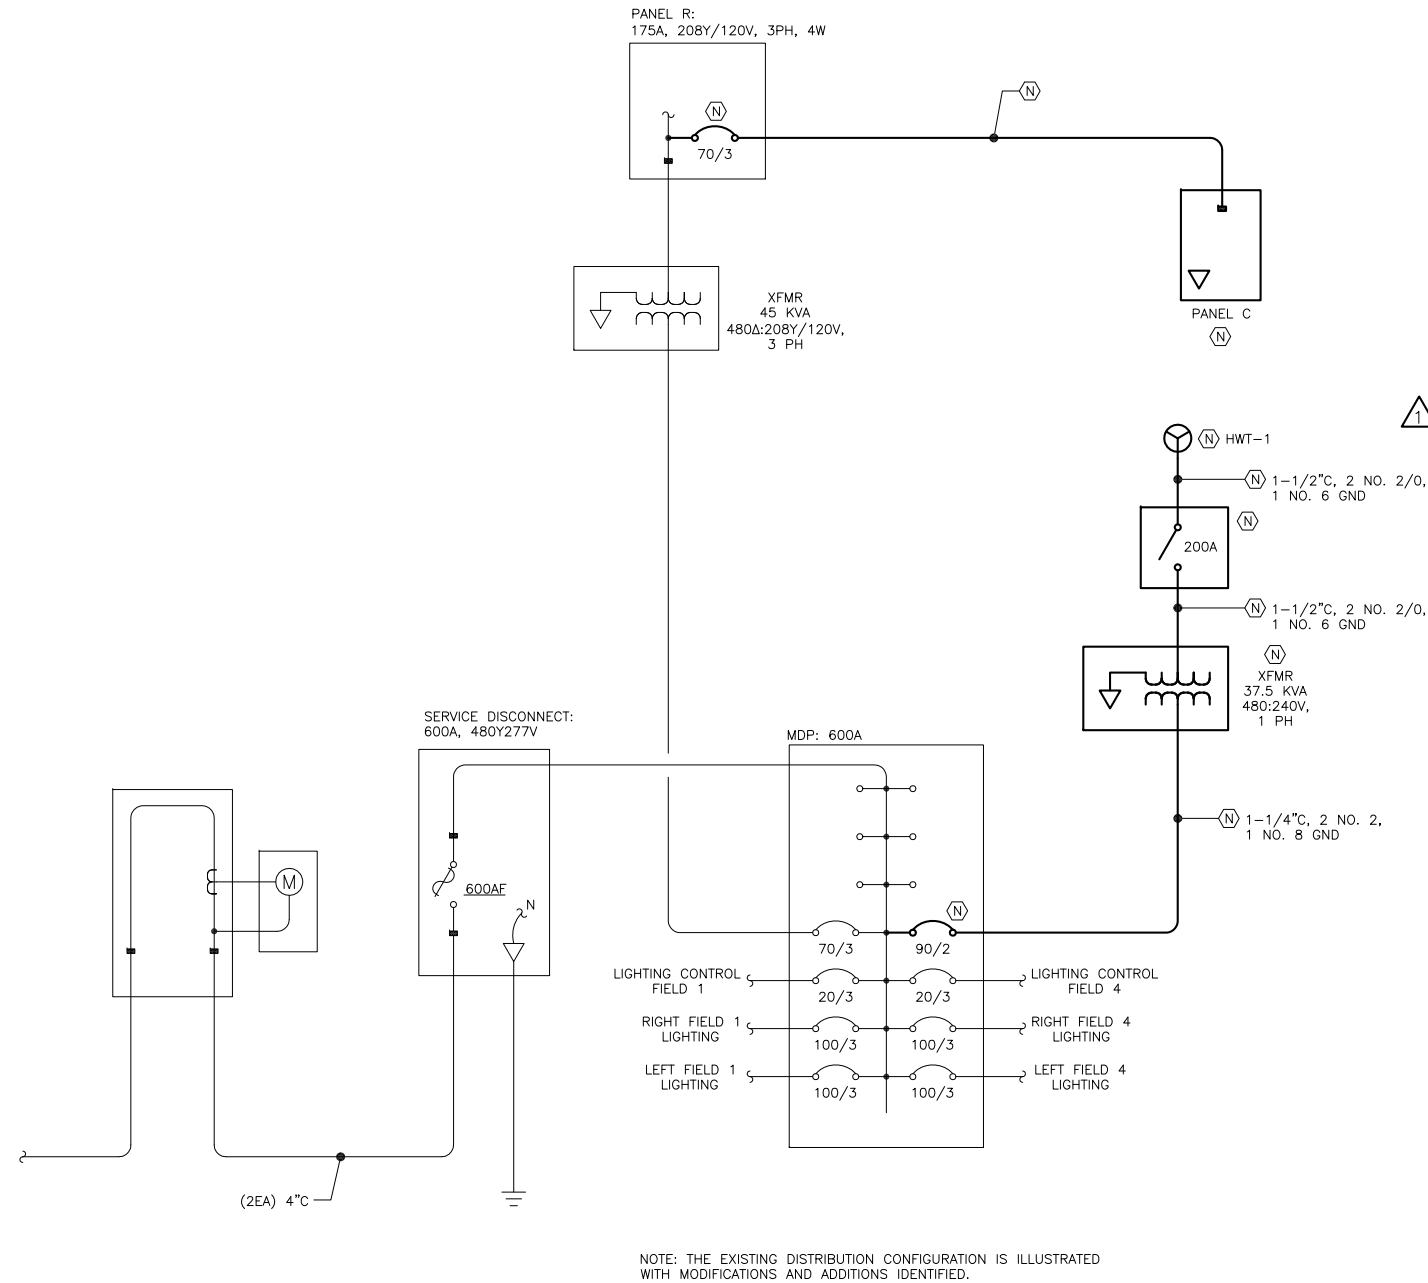 PANEL R:
175A, 208Y/120V, 3PH, 4W
N
N
70/3
XFMR
45 KVA
480Δ:208Y/120V,
3 PH
PANEL C
N
1
N HWT-1
N 1-1/2"C, 2 NO. 2/0,
1 NO. 6 GND
N
200A
N 1-1/2"C, 2 NO. 2/0,
1 NO. 6 GND
N
XFMR
37.5 KVA
480:240V,
1 PH
SERVICE DISCONNECT:
600A, 480Y277V
MDP: 600A
N 1-1/4"C, 2 NO. 2,
1 NO. 8 GND
M
600AF
N
N
70/3
90/2
LIGHTING CONTROL
FIELD 1
20/3
20/3
LIGHTING CONTROL
FIELD 4
RIGHT FIELD 1
LIGHTING
100/3
100/3
RIGHT FIELD 4
LIGHTING
LEFT FIELD 1
LIGHTING
100/3
100/3
LEFT FIELD 4
LIGHTING
(2EA) 4"C
NOTE: THE EXISTING DISTRIBUTION CONFIGURATION IS ILLUSTRATED
WITH MODIFICATIONS AND ADDITIONS IDENTIFIED.